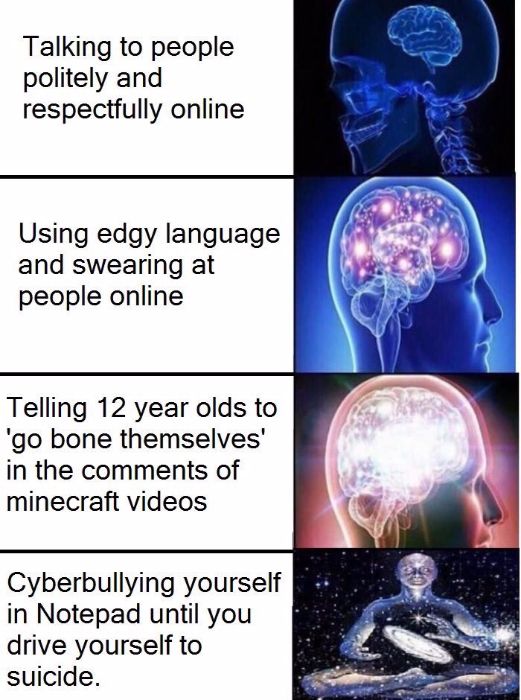 Talking to people
politely and
respectfully online
Using edgy language
and swearing at
people online
Telling 12 year olds to
'go bone themselves'
in the comments of
minecraft videos
Cyberbullying yourself
in Notepad until you
drive yourself to
suicide.